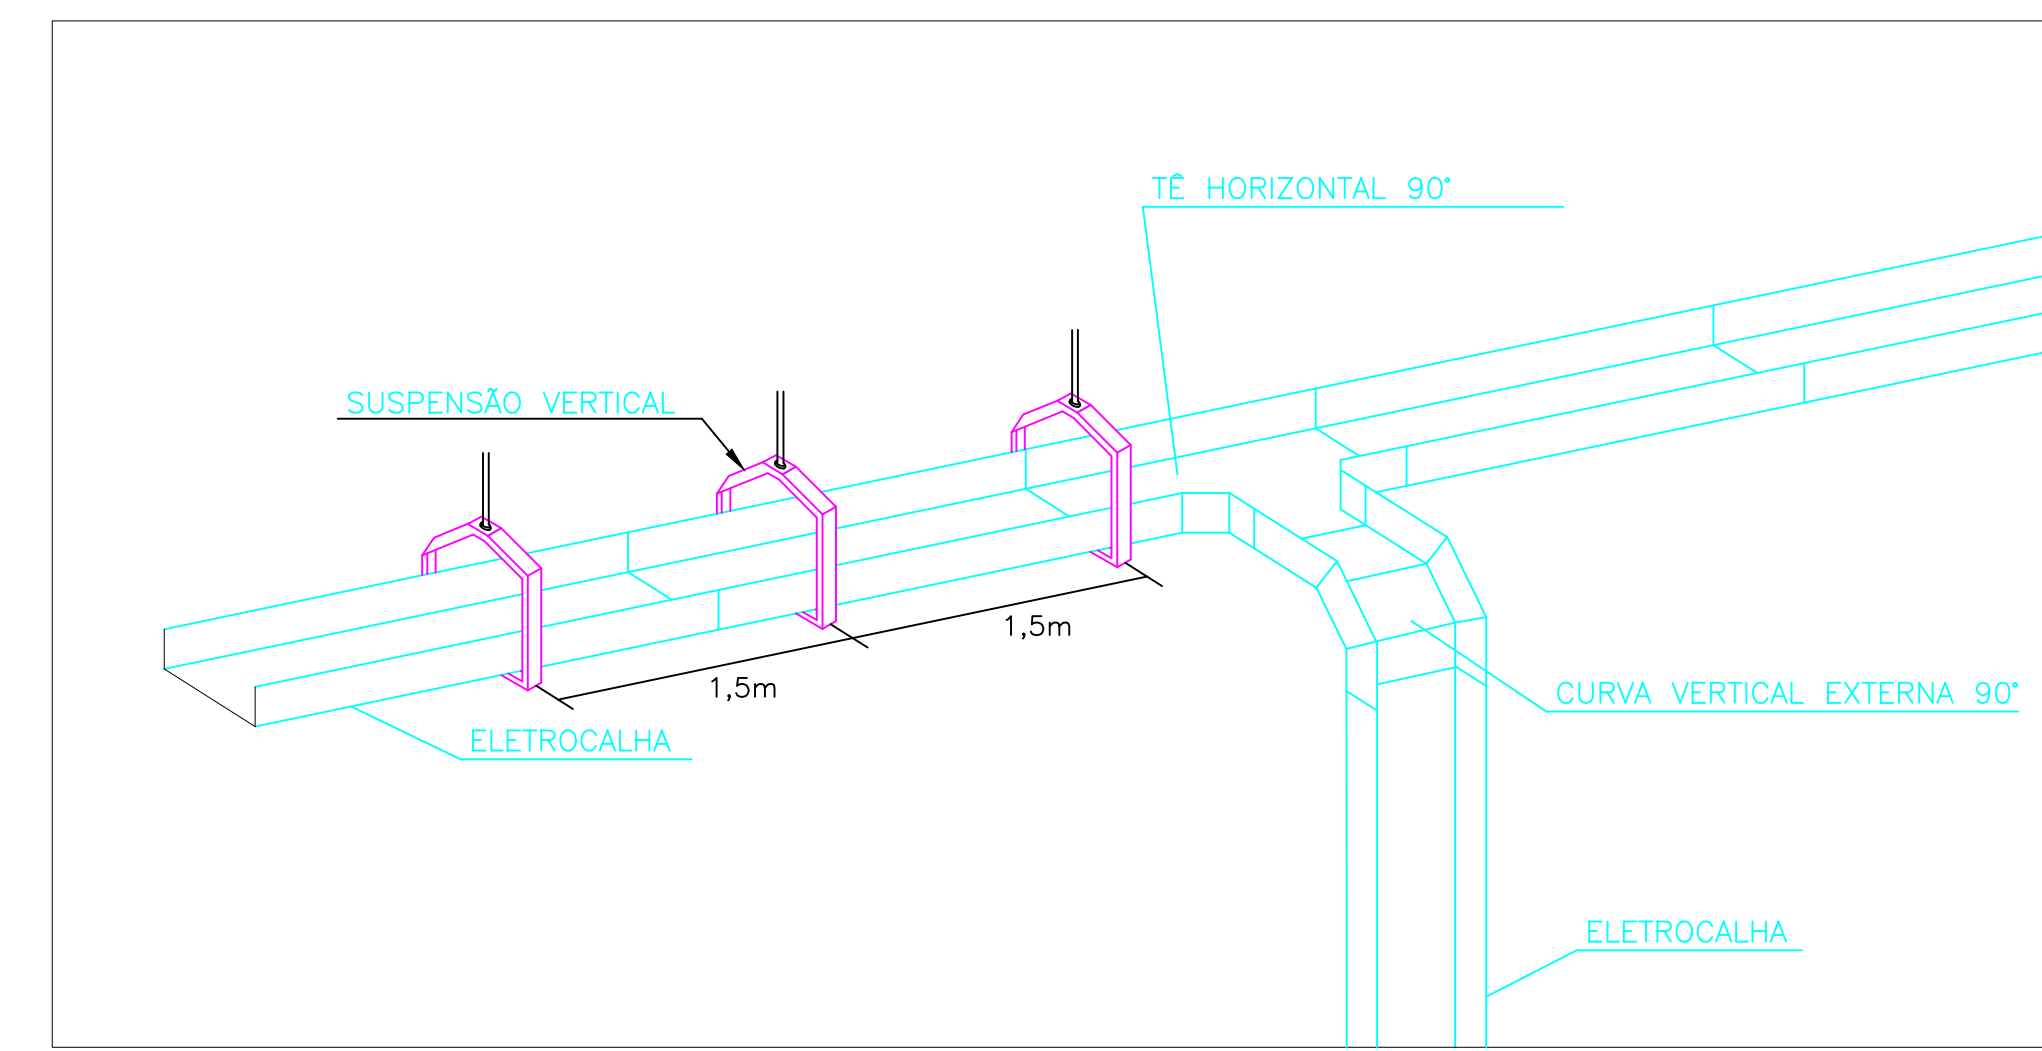 TÊ HORIZONTAL 90°
SUSPENSÃO VERTICAL
1,5m
1,5m
CURVA VERTICAL EXTERNA 90°
ELETROCALHA
ELETROCALHA